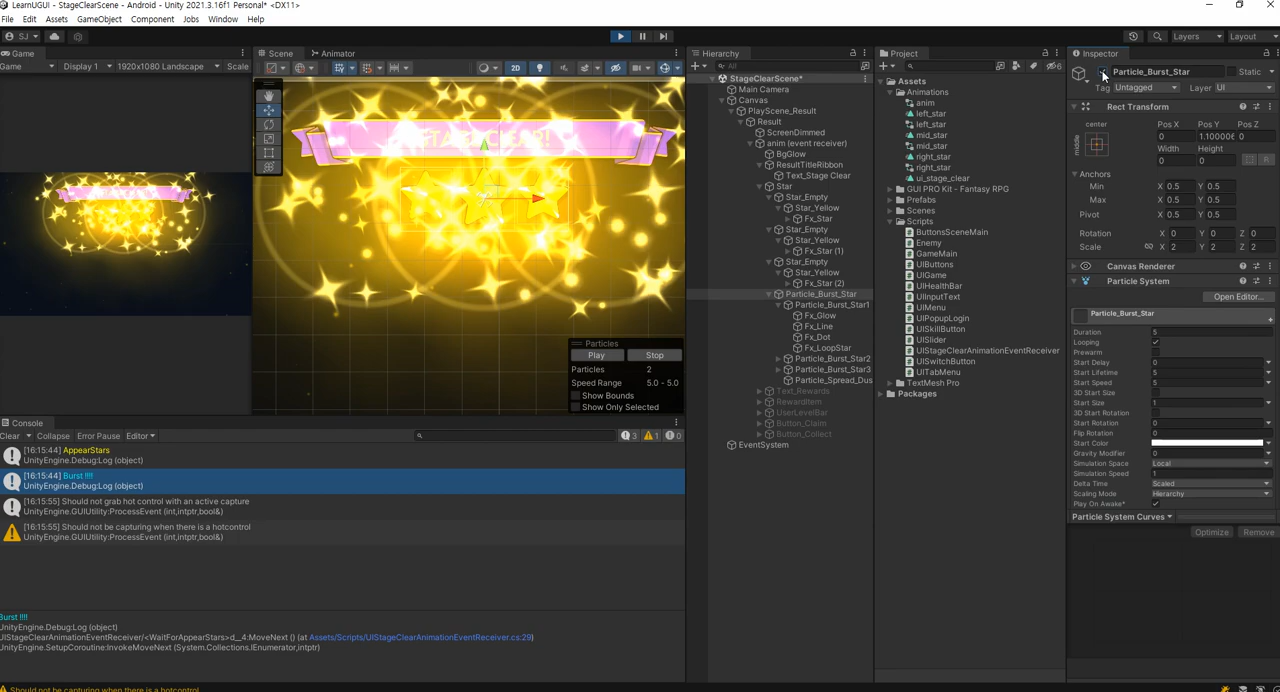 LearnUGUI - StageClearScene - Android - Unity 2021.3.16f1 Personal* <DX11>
File Edit Assets GameObject Component Jobs Window Help
SJ
Layers Layout
Game
Game Display 1 1920x1080 Landscape Scale
Scene Animator
2D
STAGE CLEAR!
Particles
Play Stop
Particles 2
Speed Range 5.0 - 5.0
Show Bounds
Show Only Selected
Console
Clear Collapse Error Pause Editor
3 1 0
[16:15:44] AppearStars
UnityEngine.Debug:Log (object)
[16:15:44] Burst !!!!
UnityEngine.Debug:Log (object)
[16:15:55] Should not grab hot control with an active capture
UnityEngine.GUIUtility:ProcessEvent (int,intptr,bool&)
[16:15:55] Should not be capturing when there is a hotcontrol
UnityEngine.GUIUtility:ProcessEvent (int,intptr,bool&)
Burst !!!!
UnityEngine.Debug:Log (object)
UIStageClearAnimationEventReceiver/<WaitForAppearStars>d__4:MoveNext () (at Assets/Scripts/UIStageClearAnimationEventReceiver.cs:29)
UnityEngine.SetupCoroutine:InvokeMoveNext (System.Collections.IEnumerator,intptr)
Should not be capturing when there is a hotcontrol
Hierarchy
All
StageClearScene*
Main Camera
Canvas
PlayScene_Result
Result
ScreenDimmed
anim (event receiver)
BgGlow
ResultTitleRibbon
Text_Stage Clear
Star
Star_Empty
Star_Yellow
Fx_Star
Star_Empty
Star_Yellow
Fx_Star (1)
Star_Empty
Star_Yellow
Fx_Star (2)
Particle_Burst_Star
Particle_Burst_Star1
Fx_Glow
Fx_Line
Fx_Dot
Fx_LoopStar
Particle_Burst_Star2
Particle_Burst_Star3
Particle_Spread_Dus
Text_Rewards
RewardItem
UserLevelBar
Button_Claim
Button_Collect
EventSystem
Project
6
Assets
Animations
anim
left_star
left_star
mid_star
mid_star
right_star
right_star
ui_stage_clear
GUI PRO Kit - Fantasy RPG
Prefabs
Scenes
Scripts
ButtonsSceneMain
Enemy
GameMain
UIButtons
UIGame
UIHealthBar
UIInputText
UIMenu
UIPopupLogin
UISkillButton
UISlider
UIStageClearAnimationEventReceiver
UISwitchButton
UITabMenu
TextMesh Pro
Packages
Inspector
Particle_Burst_Star Static
Tag Untagged Layer UI
Rect Transform
center Pos X Pos Y Pos Z
middle 0 1.100006 0
Width Height
0 0
R
Anchors
Min X 0.5 Y 0.5
Max X 0.5 Y 0.5
Pivot X 0.5 Y 0.5
Rotation X 0 Y 0 Z 0
Scale X 2 Y 2 Z 2
Canvas Renderer
Particle System
Open Editor...
Particle_Burst_Star
Duration 5
Looping
Prewarm
Start Delay 0
Start Lifetime 5
Start Speed 5
3D Start Size
Start Size 1
3D Start Rotation
Start Rotation 0
Flip Rotation 0
Start Color
Gravity Modifier 0
Simulation Space Local
Simulation Speed 1
Delta Time Scaled
Scaling Mode Hierarchy
Play On Awake*
Particle System Curves
Optimize Remove